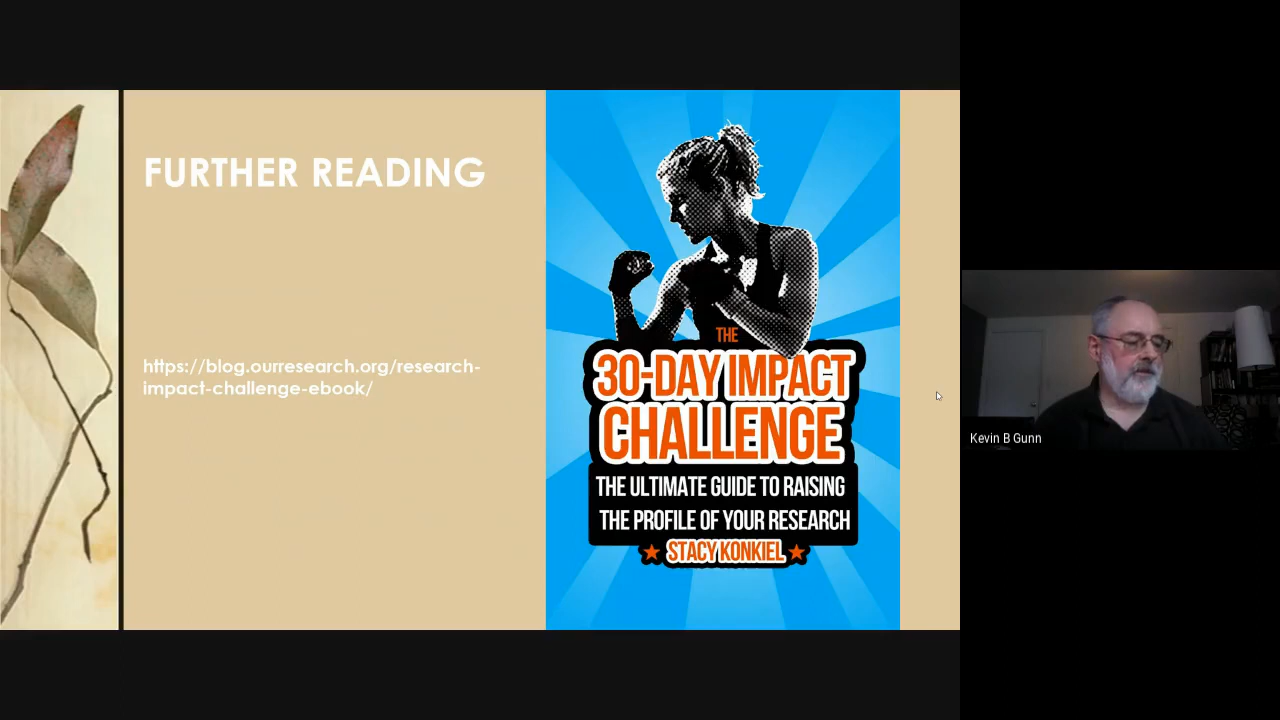 FURTHER READING
https://blog.ourresearch.org/research-
impact-challenge-ebook/
THE
30-DAY IMPACT
CHALLENGE
THE ULTIMATE GUIDE TO RAISING
THE PROFILE OF YOUR RESEARCH
STACY KONKIEL
Kevin B Gunn